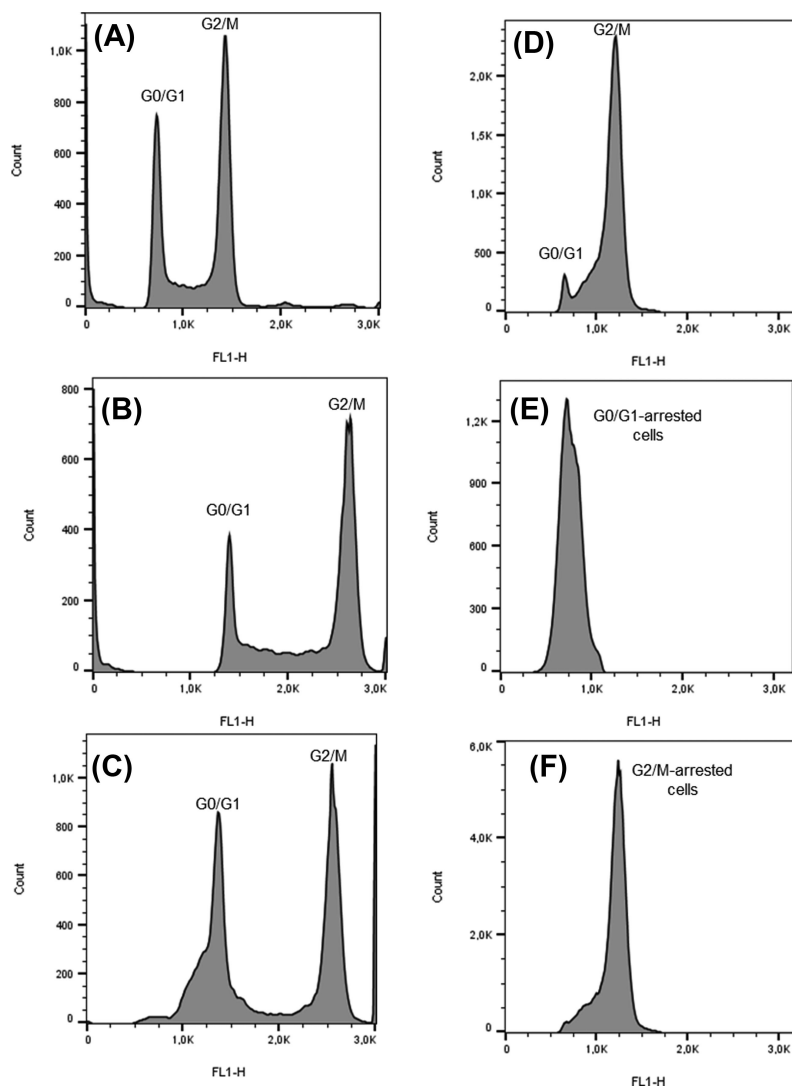 (A)
G2/M
G0/G1
1,0K
800
600
400
200
0
Count
0
1,0K
2,0K
3,0K
FL1-H
(B)
G2/M
G0/G1
800
600
400
200
0
Count
0
1,0K
2,0K
3,0K
FL1-H
(C)
G2/M
G0/G1
1,0K
800
600
400
200
0
Count
0
1,0K
2,0K
3,0K
FL1-H
(D)
G2/M
G0/G1
2,0K
1,5K
1,0K
500
0
Count
0
1,0K
2,0K
3,0K
FL1-H
(E)
G0/G1-arrested
cells
1,2K
900
600
300
0
Count
0
1,0K
2,0K
3,0K
FL1-H
(F)
G2/M-arrested
cells
6,0K
4,0K
2,0K
0
Count
0
1,0K
2,0K
3,0K
FL1-H